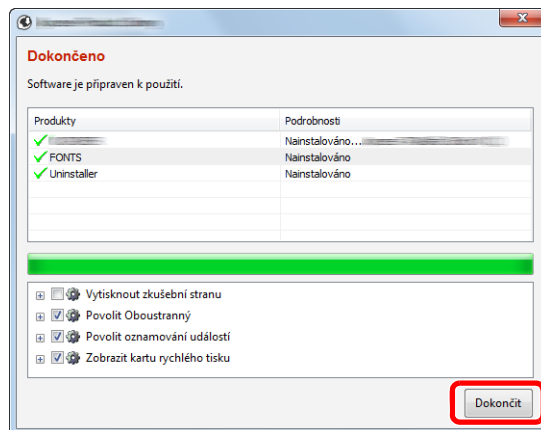 Dokončeno
Software je připraven k použití.
Produkty Podrobnosti
Nainstalováno...
FONTS Nainstalováno
Uninstaller Nainstalováno
Vytisknout zkušební stranu
Povolit Oboustranný
Povolit oznamování událostí
Zobrazit kartu rychlého tisku
Dokončit